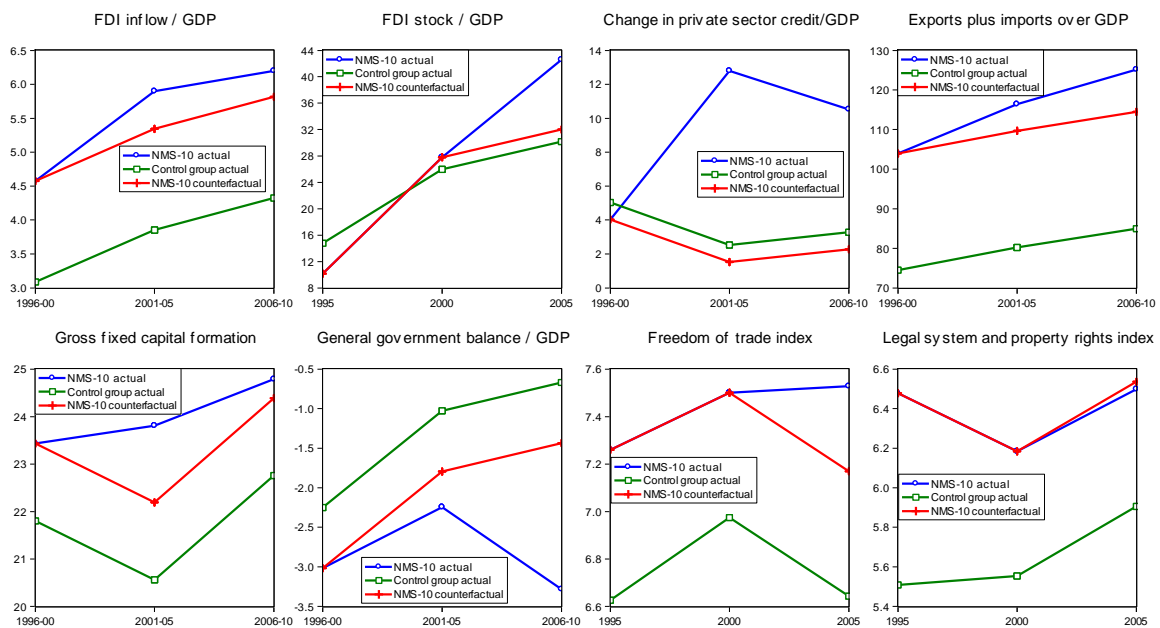 FDI inflow / GDP
6.5
6.0
5.5
5.0
4.5
4.0
3.5
3.0
NMS-10 actual
Control group actual
NMS-10 counterfactual
1996-00
2001-05
2006-10
FDI stock / GDP
44
40
36
32
28
24
20
16
12
8
NMS-10 actual
Control group actual
NMS-10 counterfactual
1995
2000
2005
Change in private sector credit/GDP
14
12
10
8
6
4
2
0
NMS-10 actual
Control group actual
NMS-10 counterfactual
1996-00
2001-05
2006-10
Exports plus imports over GDP
130
120
110
100
90
80
70
NMS-10 actual
Control group actual
NMS-10 counterfactual
1996-00
2001-05
2006-10
Gross fixed capital formation
25
24
23
22
21
20
NMS-10 actual
Control group actual
NMS-10 counterfactual
1996-00
2001-05
2006-10
General government balance / GDP
-0.5
-1.0
-1.5
-2.0
-2.5
-3.0
-3.5
NMS-10 actual
Control group actual
NMS-10 counterfactual
1996-00
2001-05
2006-10
Freedom of trade index
7.6
7.4
7.2
7.0
6.8
6.6
NMS-10 actual
Control group actual
NMS-10 counterfactual
1995
2000
2005
Legal system and property rights index
6.6
6.4
6.2
6.0
5.8
5.6
5.4
NMS-10 actual
Control group actual
NMS-10 counterfactual
1995
2000
2005